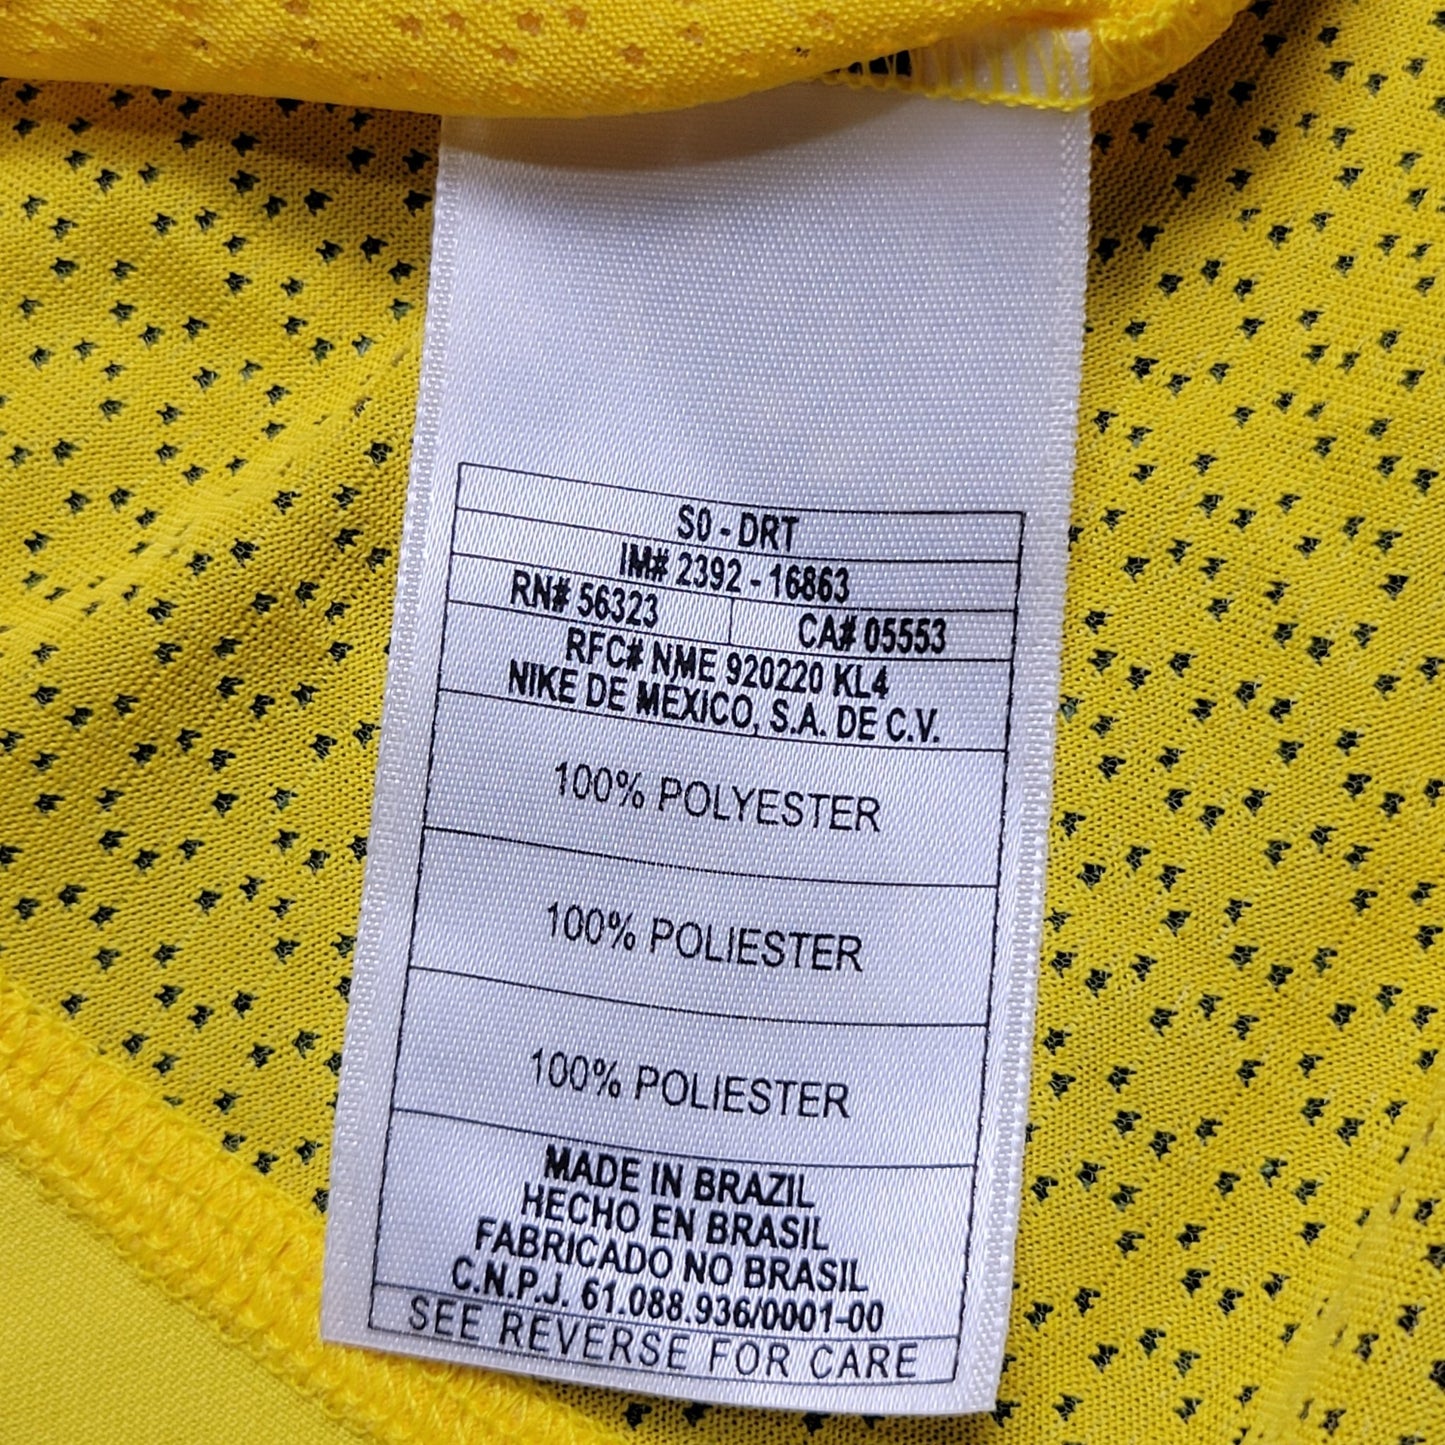 S0 - DRT
IM# 2392 - 16863
RN# 56323 CA# 05553
RFC# NME 920220 KL4
NIKE DE MEXICO, S.A. DE C.V.
100% POLYESTER
100% POLIESTER
100% POLIESTER
MADE IN BRAZIL
HECHO EN BRASIL
FABRICADO NO BRASIL
C.N.P.J. 61.088.936/0001-00
SEE REVERSE FOR CARE